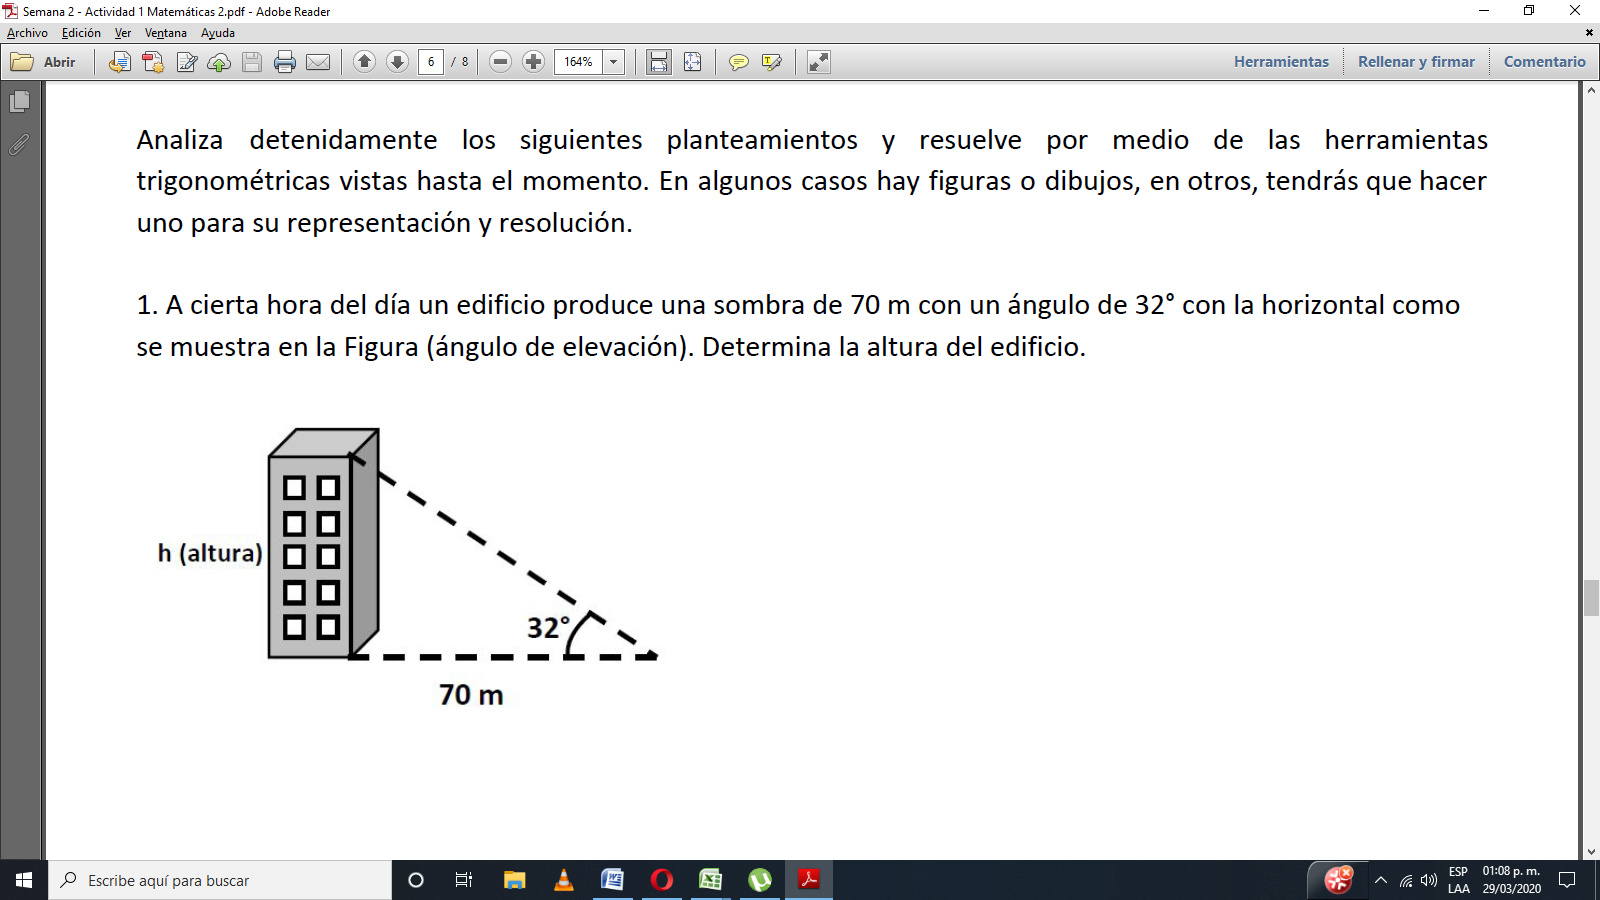 Semana 2 - Actividad 1 Matemáticas 2.pdf - Adobe Reader
Archivo Edición Ver Ventana Ayuda
Abrir 6 / 8 164% Herramientas Rellenar y firmar Comentario
Analiza detenidamente los siguientes planteamientos y resuelve por medio de las herramientas
trigonométricas vistas hasta el momento. En algunos casos hay figuras o dibujos, en otros, tendrás que hacer
uno para su representación y resolución.
1. A cierta hora del día un edificio produce una sombra de 70 m con un ángulo de 32° con la horizontal como
se muestra en la Figura (ángulo de elevación). Determina la altura del edificio.
h (altura)
32°
70 m
Escribe aquí para buscar
ESP
LAA
01:08 p. m.
29/03/2020